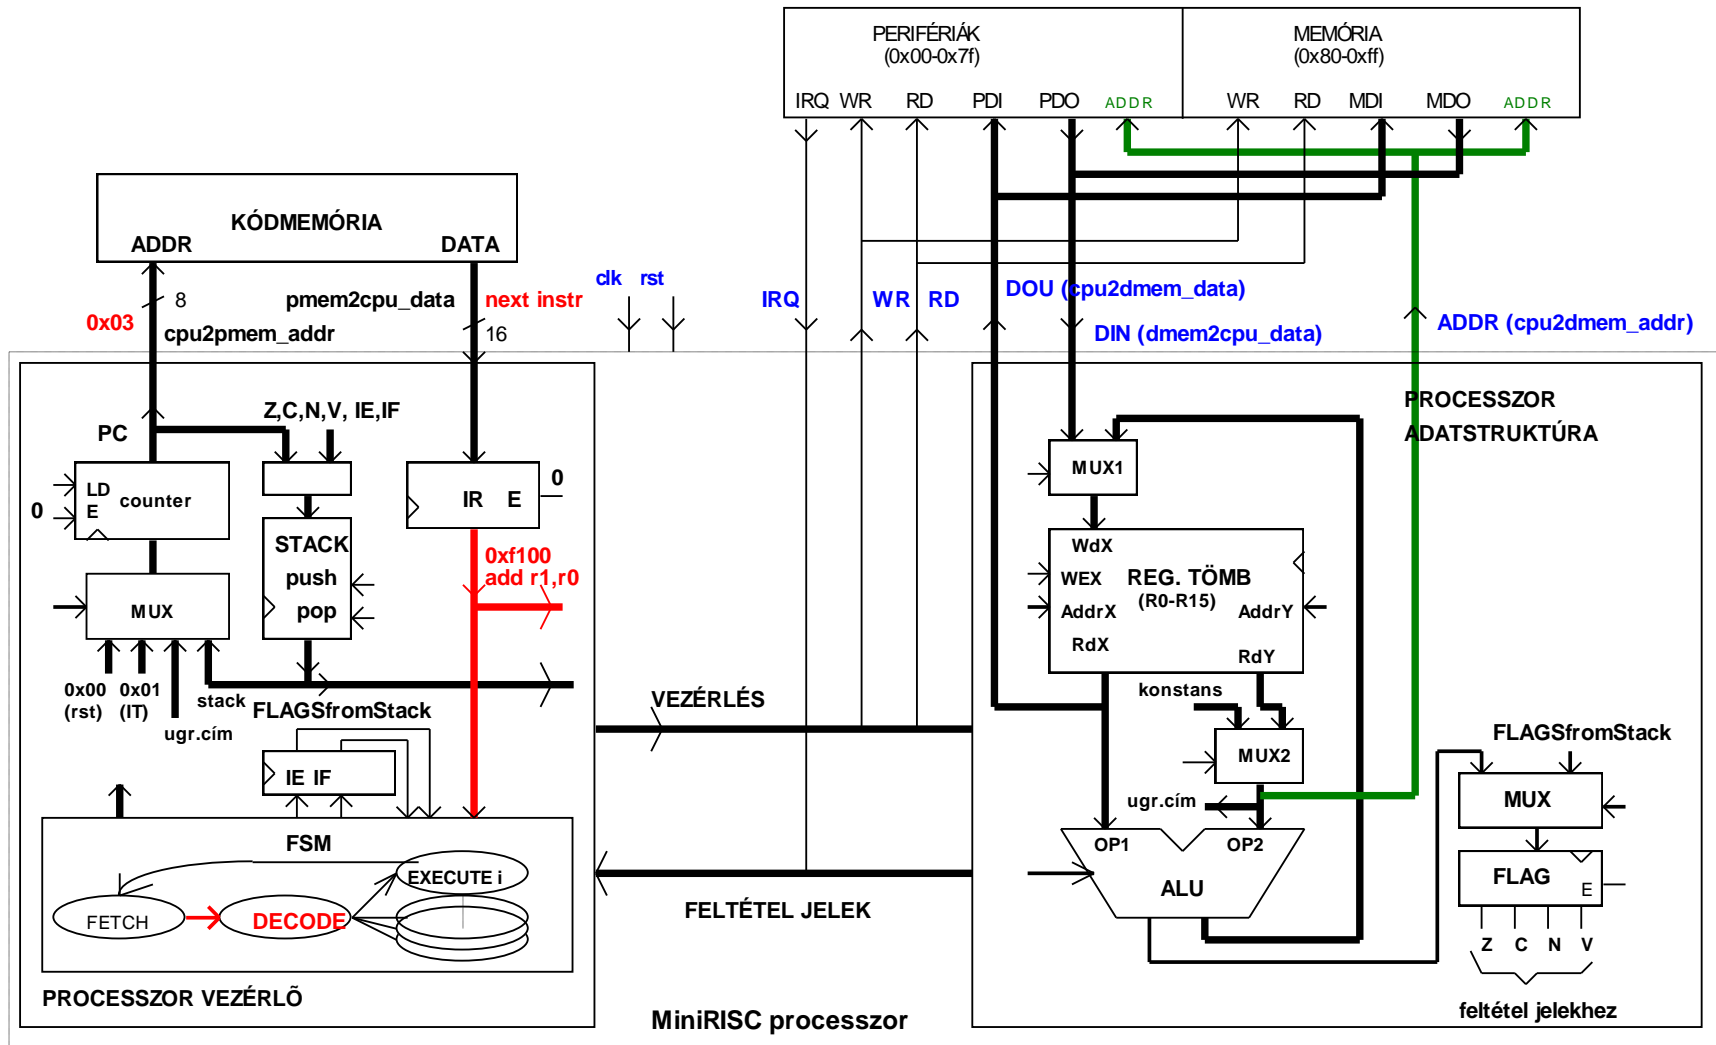 PERIFÉRIÁK
(0x00-0x7f)
MEMÓRIA
(0x80-0xff)
IRQ WR RD PDI PDO ADDR
WR RD MDI MDO ADDR
KÓDMEMÓRIA
ADDR DATA
8
pmem2cpu_data
next instr
0x03
cpu2pmem_addr
16
clk rst
IRQ
WR RD
DOU (cpu2dmem_data)
DIN (dmem2cpu_data)
ADDR (cpu2dmem_addr)
PROCESSZOR
ADATSTRUKTÚRA
PC
Z,C,N,V, IE,IF
LD
E
counter
0
IR E
0
STACK
push
pop
0xf100
add r1,r0
MUX
0x00
(rst)
0x01
(IT)
ugr.cím
stack
FLAGSfromStack
IE IF
FSM
FETCH
DECODE
EXECUTE i
PROCESSZOR VEZÉRLÕ
VEZÉRLÉS
FELTÉTEL JELEK
MiniRISC processzor
MUX1
WdX
WEX
REG. TÖMB
(R0-R15)
AddrX
AddrY
RdX
RdY
konstans
MUX2
ugr.cím
OP1 OP2
ALU
FLAGSfromStack
MUX
FLAG
E
Z C N V
feltétel jelekhez